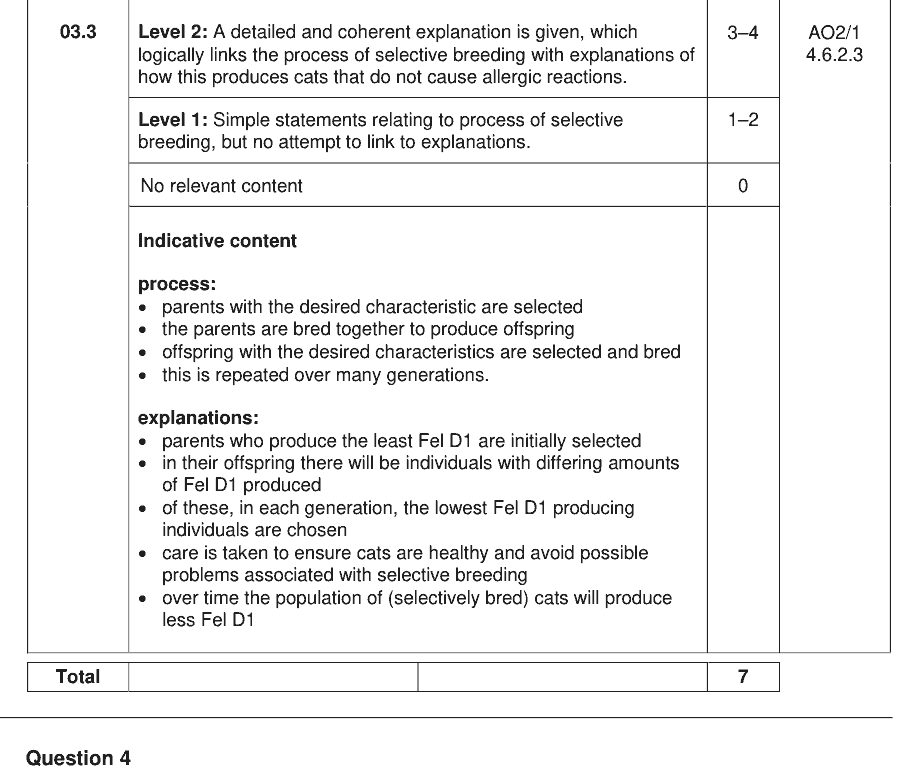 03.3
Level 2: A detailed and coherent explanation is given, which
logically links the process of selective breeding with explanations of
how this produces cats that do not cause allergic reactions.
3–4
AO2/1
4.6.2.3
Level 1: Simple statements relating to process of selective
breeding, but no attempt to link to explanations.
1–2
No relevant content
0
Indicative content
process:
• parents with the desired characteristic are selected
• the parents are bred together to produce offspring
• offspring with the desired characteristics are selected and bred
• this is repeated over many generations.
explanations:
• parents who produce the least Fel D1 are initially selected
• in their offspring there will be individuals with differing amounts
of Fel D1 produced
• of these, in each generation, the lowest Fel D1 producing
individuals are chosen
• care is taken to ensure cats are healthy and avoid possible
problems associated with selective breeding
• over time the population of (selectively bred) cats will produce
less Fel D1
Total
7
Question 4